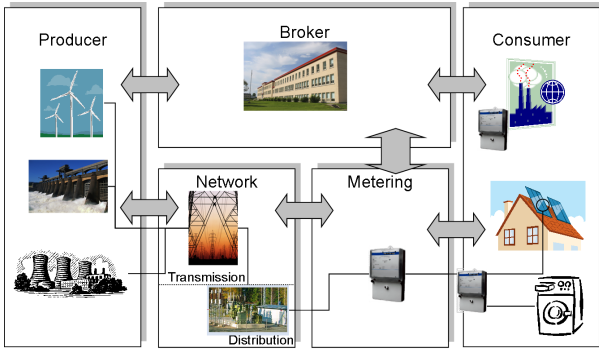 Producer
Broker
Consumer
Network
Metering
Transmission
Distribution